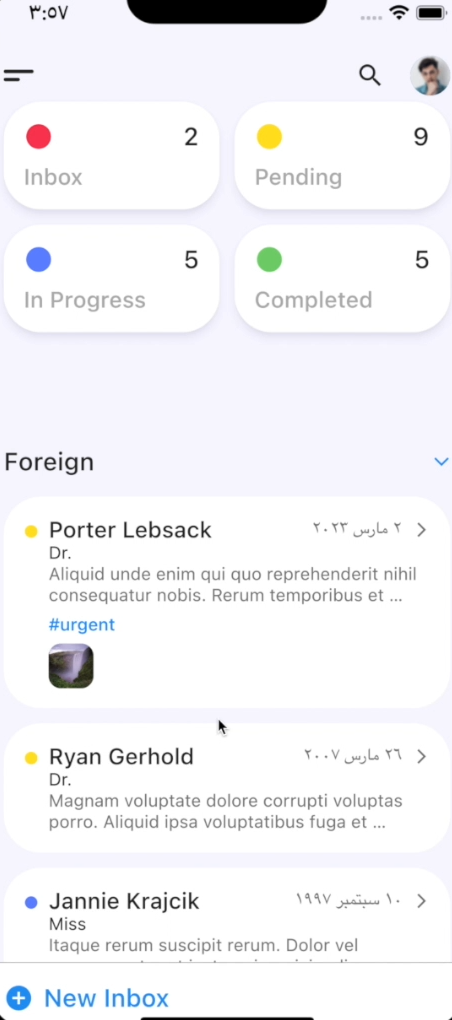 ٣:٥٧
2
9
Inbox
Pending
5
5
In Progress
Completed
Foreign
Porter Lebsack
٢ مارس ٢٠٢٣
Dr.
Aliquid unde enim qui quo reprehenderit nihil
consequatur nobis. Rerum temporibus et ...
#urgent
Ryan Gerhold
٢٦ مارس ٢٠٠٧
Dr.
Magnam voluptate dolore corrupti voluptas
porro. Aliquid ipsa voluptatibus fuga et ...
Jannie Krajcik
١٠ سبتمبر ١٩٩٧
Miss
Itaque rerum suscipit rerum. Dolor vel
New Inbox